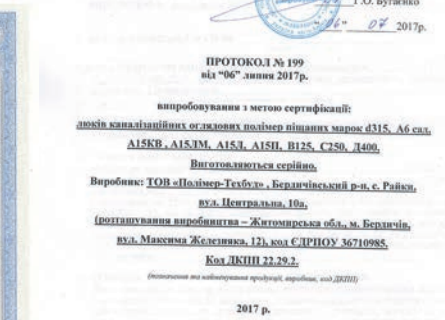 Г.О. Бугаєнко
"06" 07 2017р.
ПРОТОКОЛ № 199
від “06” липня 2017р.
випробовування з метою сертифікації:
люків каналізаційних оглядових полімер піщаних марок d315, А6 сад,
А15КВ , А15ЛМ, А15Л, А15П, В125, С250, Д400.
Виготовляються серійно.
Виробник: ТОВ «Полімер-Техбуд» , Бердичівський р-н, с. Райки,
вул. Центральна, 10а,
(розташування виробництва – Житомирська обл., м. Бердичів,
вул. Максима Железняка, 12), код ЄДРПОУ 36710985.
Код ДКПП 22.29.2.
(позначення та найменування продукції, виробник, код ДКПП)
2017 р.